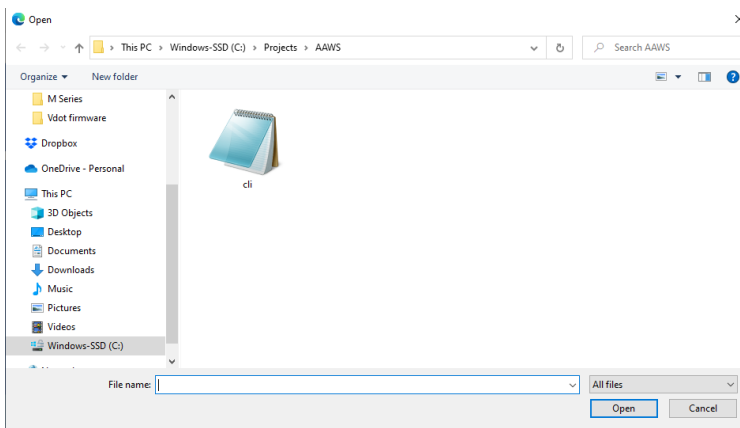 Open
This PC > Windows-SSD (C:) > Projects > AAWS
Search AAWS
Organize
New folder
M Series
Vdot firmware
Dropbox
OneDrive - Personal
This PC
3D Objects
Desktop
Documents
Downloads
Music
Pictures
Videos
Windows-SSD (C:)
cli
File name:
All files
Open
Cancel